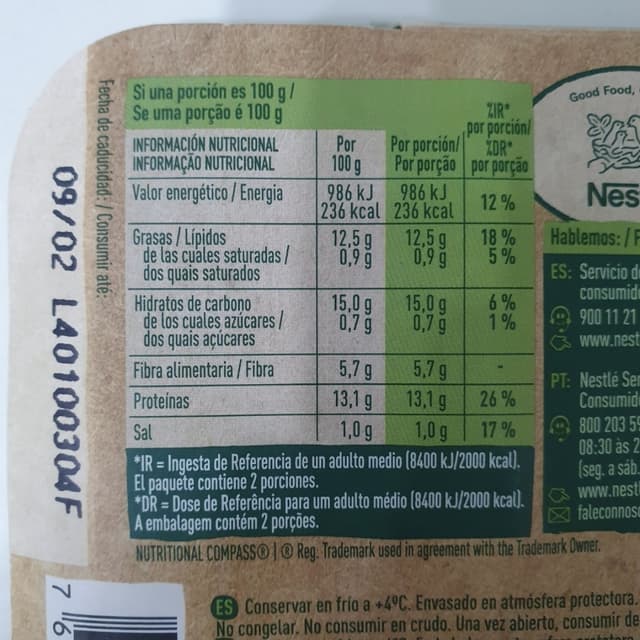 Si una porción es 100 g /
Se uma porção é 100 g
INFORMACIÓN NUTRICIONAL
INFORMAÇÃO NUTRICIONAL
Por
100 g
Por porción/
Por porção
%IR*
por porción/
%DR*
por porção
Valor energético / Energia
986 kJ
236 kcal
986 kJ
236 kcal
12 %
Grasas / Lípidos
12,5 g
12,5 g
18 %
de las cuales saturadas /
dos quais saturados
0,9 g
0,9 g
5 %
Hidratos de carbono
15,0 g
15,0 g
6 %
de los cuales azúcares /
dos quais açúcares
0,7 g
0,7 g
1 %
Fibra alimentaria / Fibra
5,7 g
5,7 g
-
Proteínas
13,1 g
13,1 g
26 %
Sal
1,0 g
1,0 g
17 %
*IR = Ingesta de Referencia de un adulto medio (8400 kJ/2000 kcal).
El paquete contiene 2 porciones.
*DR = Dose de Referência para um adulto médio (8400 kJ/2000 kcal).
A embalagem contém 2 porções.
NUTRITIONAL COMPASS® | ® Reg. Trademark used in agreement with the Trademark Owner.
ES Conservar en frío a +4ºC. Envasado en atmósfera protectora.
No congelar. No consumir en crudo. Una vez abierto, consumir
Fecha de caducidad: / Consumir até:
09/02 L40100304F
7 6
Good Food,
Nes
Hablemos: / F
ES: Servicio
consumid
900 11 21
www.nest
PT: Nestlé Ser
Consumid
800 203 5
08:30 às 2
(seg. a sáb.
www.nest
faleconnosc